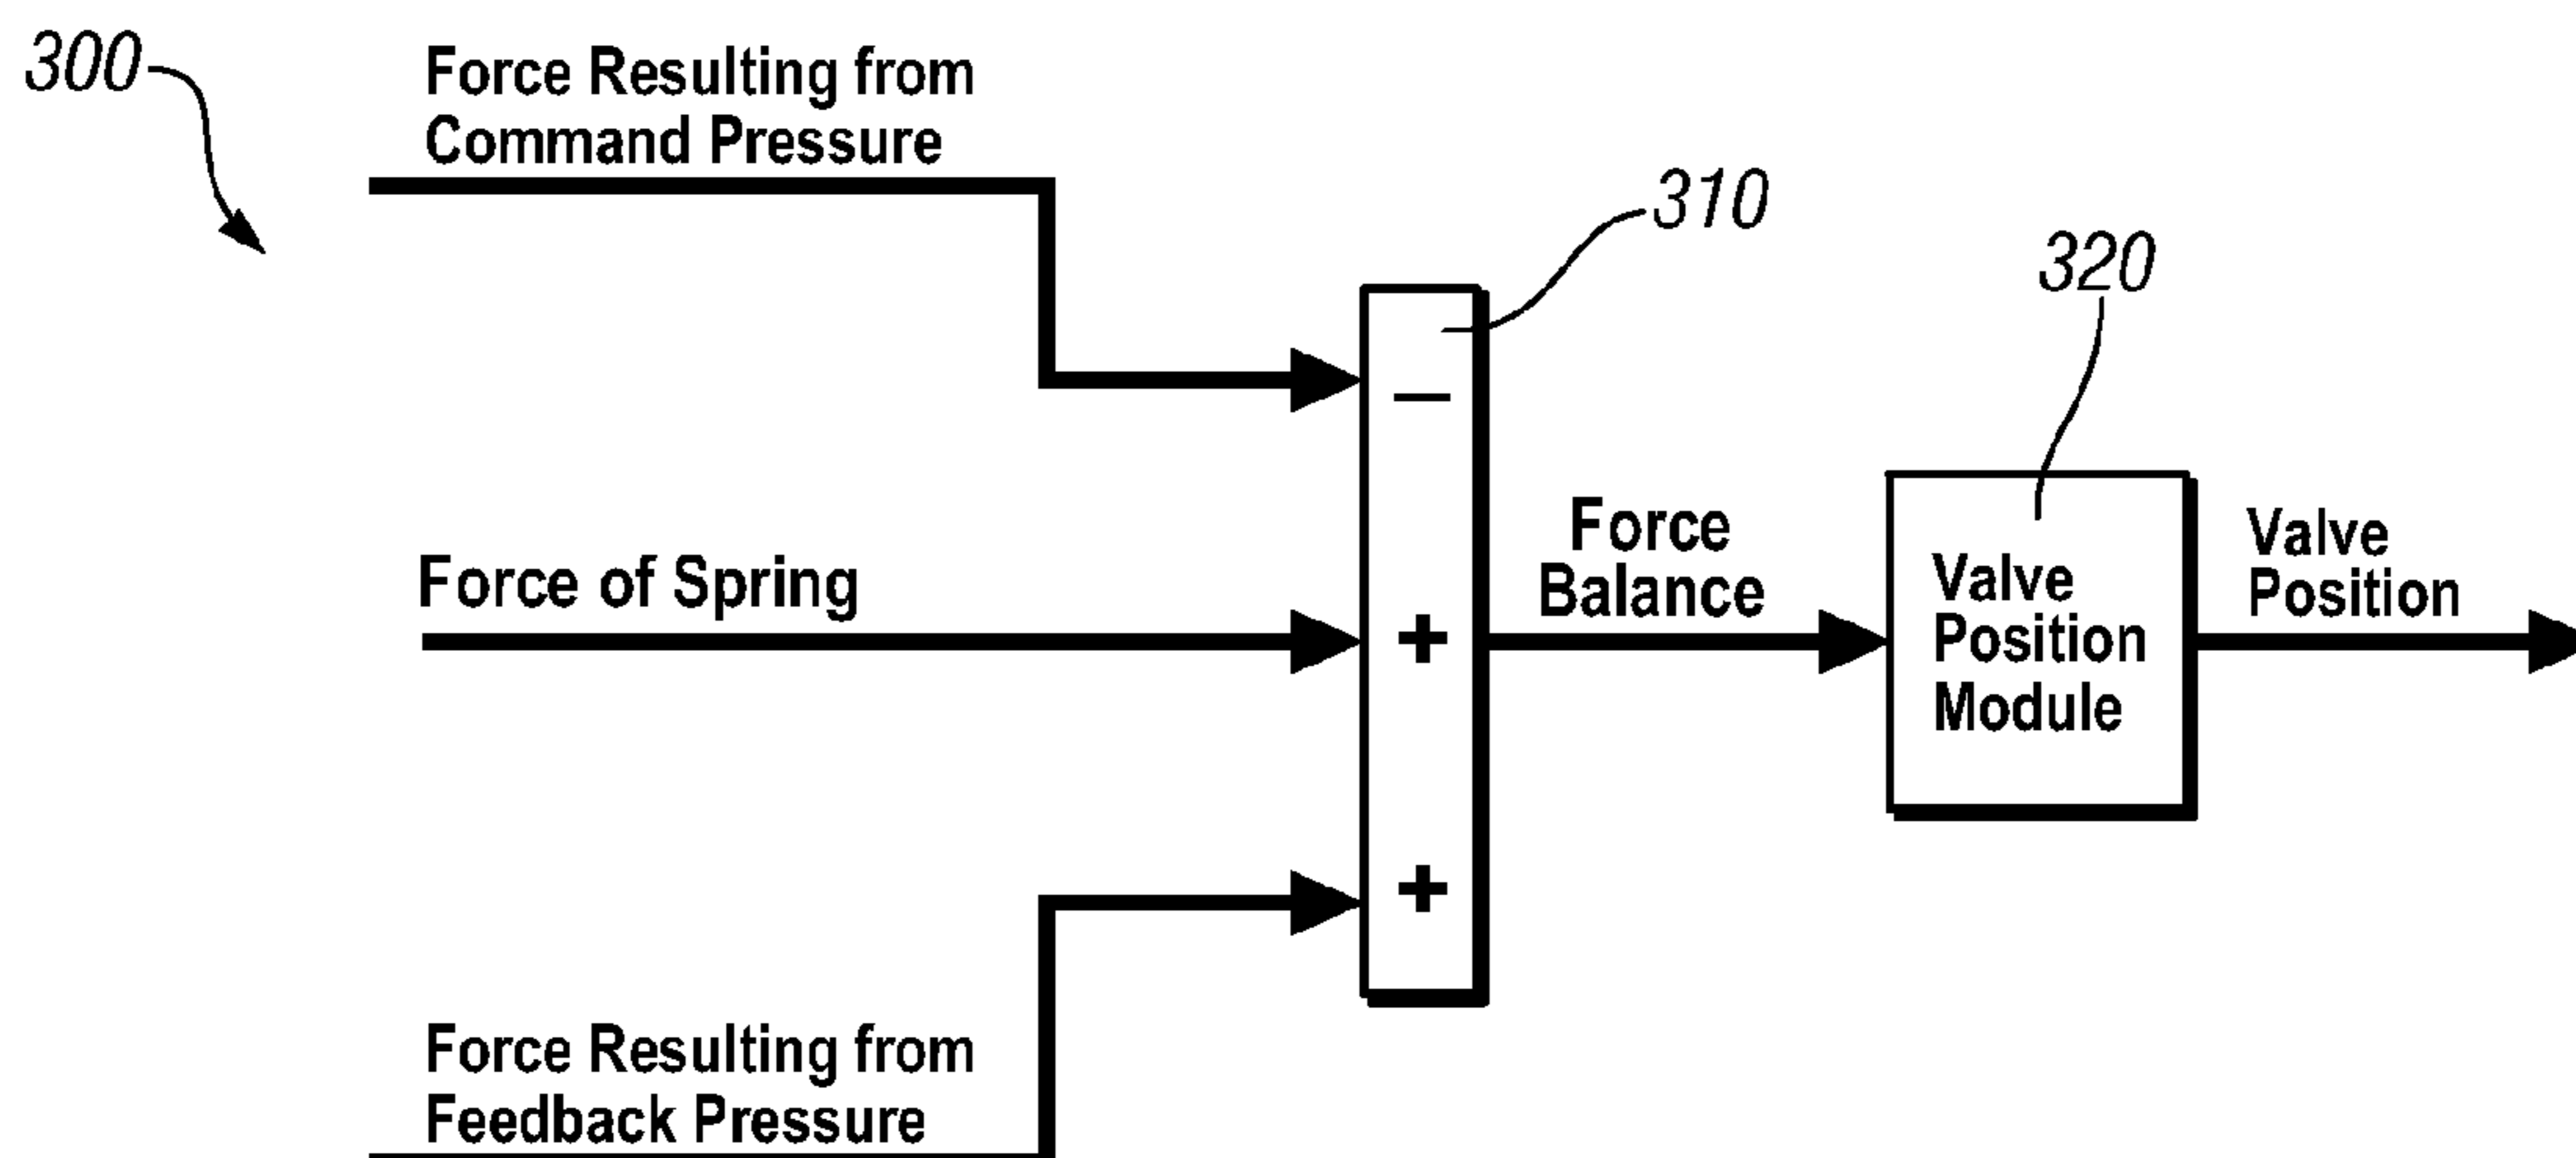 300
Force Resulting from
Command Pressure
310
320
−
Force of Spring
Force
Balance
Valve
Position
Module
Valve
Position
+
+
Force Resulting from
Feedback Pressure